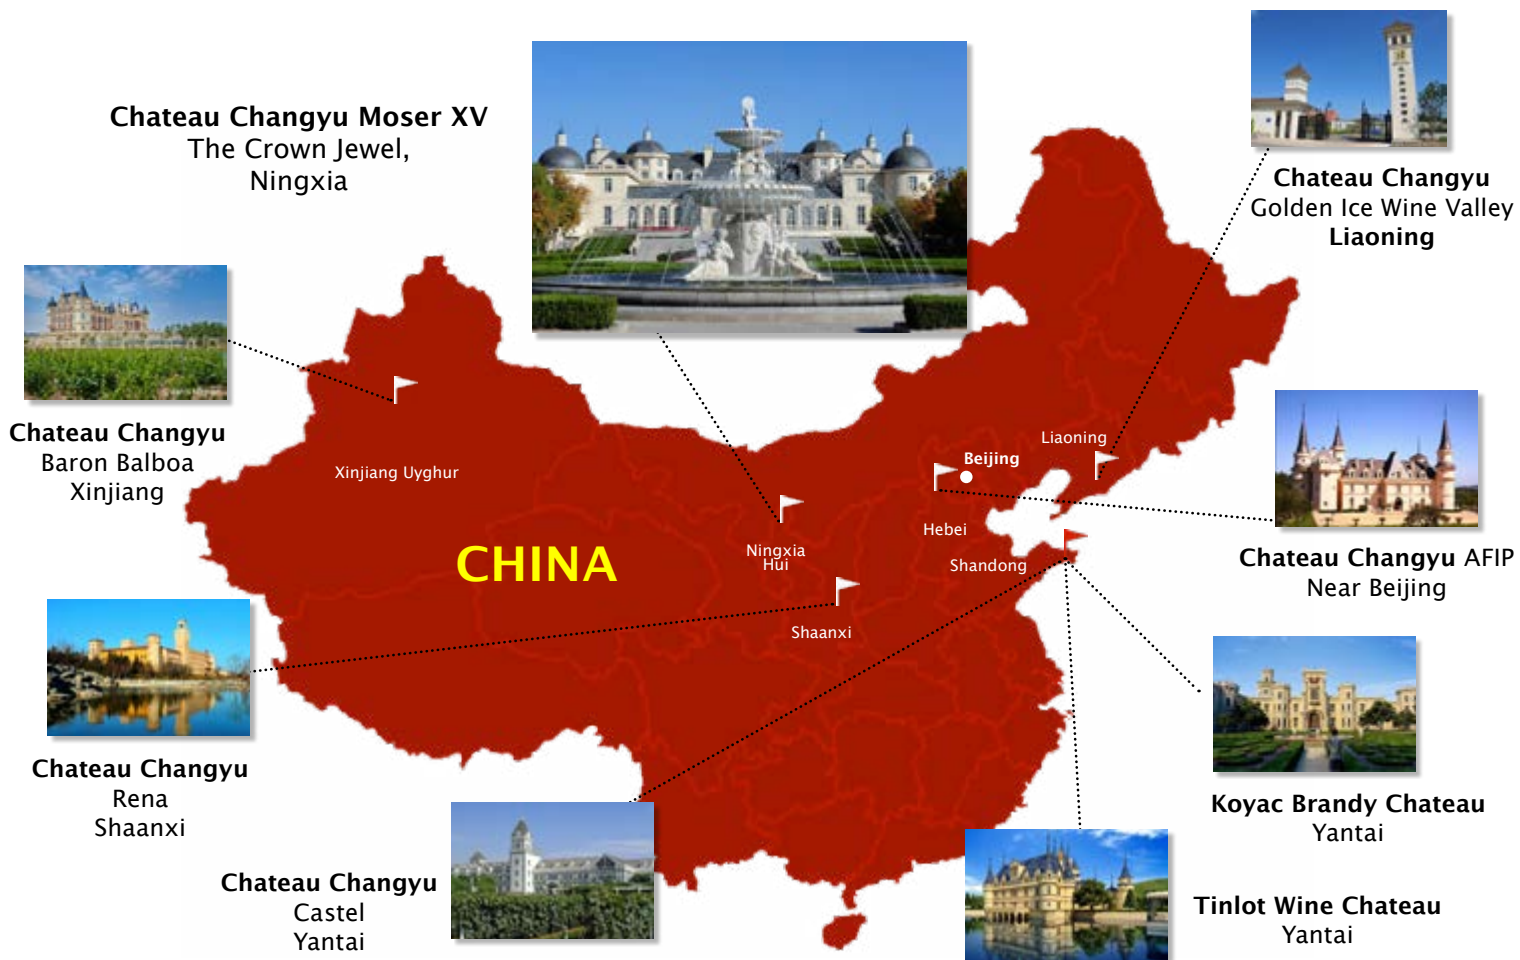 Chateau Changyu Moser XV
The Crown Jewel,
Ningxia
Chateau Changyu
Golden Ice Wine Valley
Liaoning
Chateau Changyu
Baron Balboa
Xinjiang
Xinjiang Uyghur
Liaoning
Beijing
Hebei
Shandong
Ningxia
Hui
Shaanxi
CHINA
Chateau Changyu AFIP
Near Beijing
Chateau Changyu
Rena
Shaanxi
Koyac Brandy Chateau
Yantai
Chateau Changyu
Castel
Yantai
Tinlot Wine Chateau
Yantai